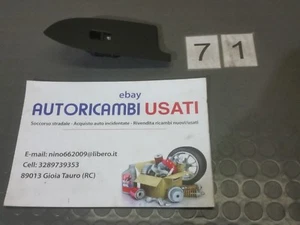 7 1
ebay
AUTORICAMBI USATI
Soccorso stradale - Acquisto auto incidentate - Rivendita ricambi nuovi/usati
E-mail: nino662009@libero.it
Cell: 3289739353
89013 Gioia Tauro (RC)